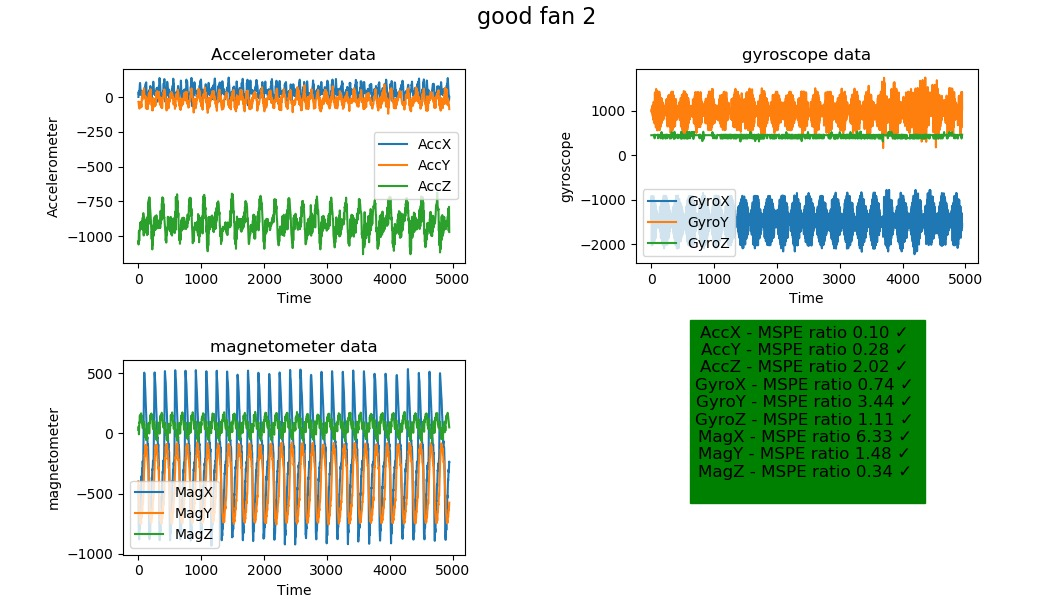 good fan 2
Accelerometer data
0
−250
−500
−750
−1000
Accelerometer
AccX
AccY
AccZ
0 1000 2000 3000 4000 5000
Time
gyroscope data
1000
0
−1000
−2000
gyroscope
GyroX
GyroY
GyroZ
0 1000 2000 3000 4000 5000
Time
magnetometer data
500
0
−500
−1000
magnetometer
MagX
MagY
MagZ
0 1000 2000 3000 4000 5000
Time
AccX - MSPE ratio 0.10 ✓
AccY - MSPE ratio 0.28 ✓
AccZ - MSPE ratio 2.02 ✓
GyroX - MSPE ratio 0.74 ✓
GyroY - MSPE ratio 3.44 ✓
GyroZ - MSPE ratio 1.11 ✓
MagX - MSPE ratio 6.33 ✓
MagY - MSPE ratio 1.48 ✓
MagZ - MSPE ratio 0.34 ✓